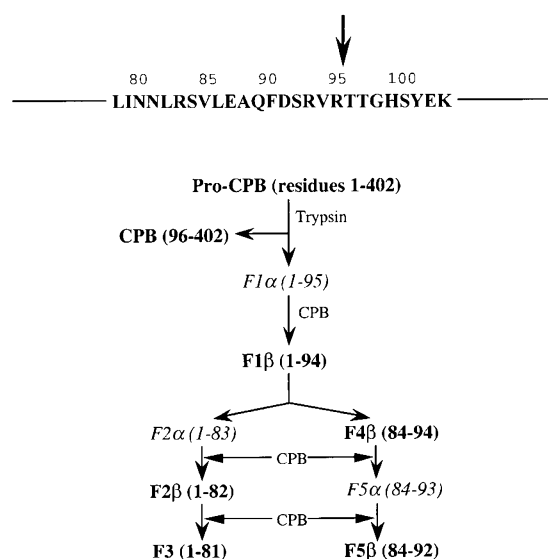 80 85 90 95 100
LINNLRSVLEAQFDSRVRTTGHSYEK
Pro-CPB (residues 1-402)
Trypsin
CPB (96-402)
F1α (1-95)
CPB
F1β (1-94)
F2α (1-83) F4β (84-94)
CPB
F2β (1-82) F5α (84-93)
CPB
F3 (1-81) F5β (84-92)